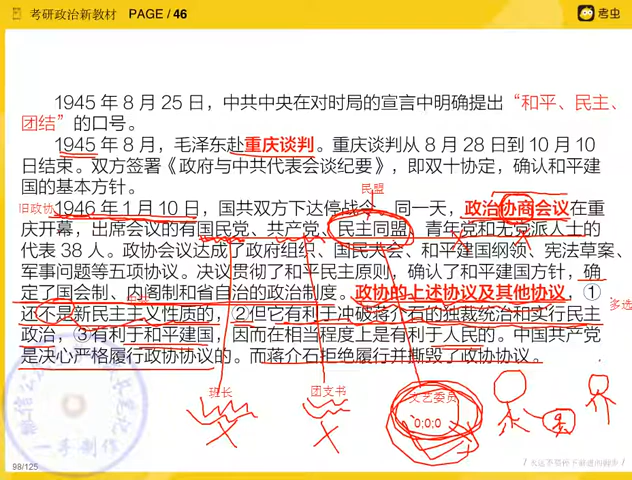 考研政治新教材 PAGE / 46
考虫
1945 年 8 月 25 日，中共中央在对时局的宣言中明确提出“和平、民主、
团结”的口号。
1945 年 8 月，毛泽东赴重庆谈判。重庆谈判从 8 月 28 日到 10 月 10
日结束。双方签署《政府与中共代表会谈纪要》，即双十协定，确认和平建
国的基本方针。
民盟
旧政协
1946 年 1 月 10 日，国共双方下达停战令 同一天，政治协商会议在重
庆开幕，出席会议的有国民党、共产党、民主同盟、青年党和无党派人士的
代表 38 人。政协会议达成了政府组织、国民大会、和平建国纲领、宪法草案、
军事问题等五项协议。决议贯彻了和平民主原则，确认了和平建国方针，确
定了国会制、内阁制和省自治的政治制度。政协的上述协议及其他协议，①
还不是新民主主义性质的，②但它有利于冲破蒋介石的独裁统治和实行民主
多选
政治，③有利于和平建国，因而在相当程度上是有利于人民的。中国共产党
是决心严格履行政协协议的。而蒋介石拒绝履行并撕毁了政协协议。
班长
团支书
文艺委员
0:0:0
一手制作
98/125